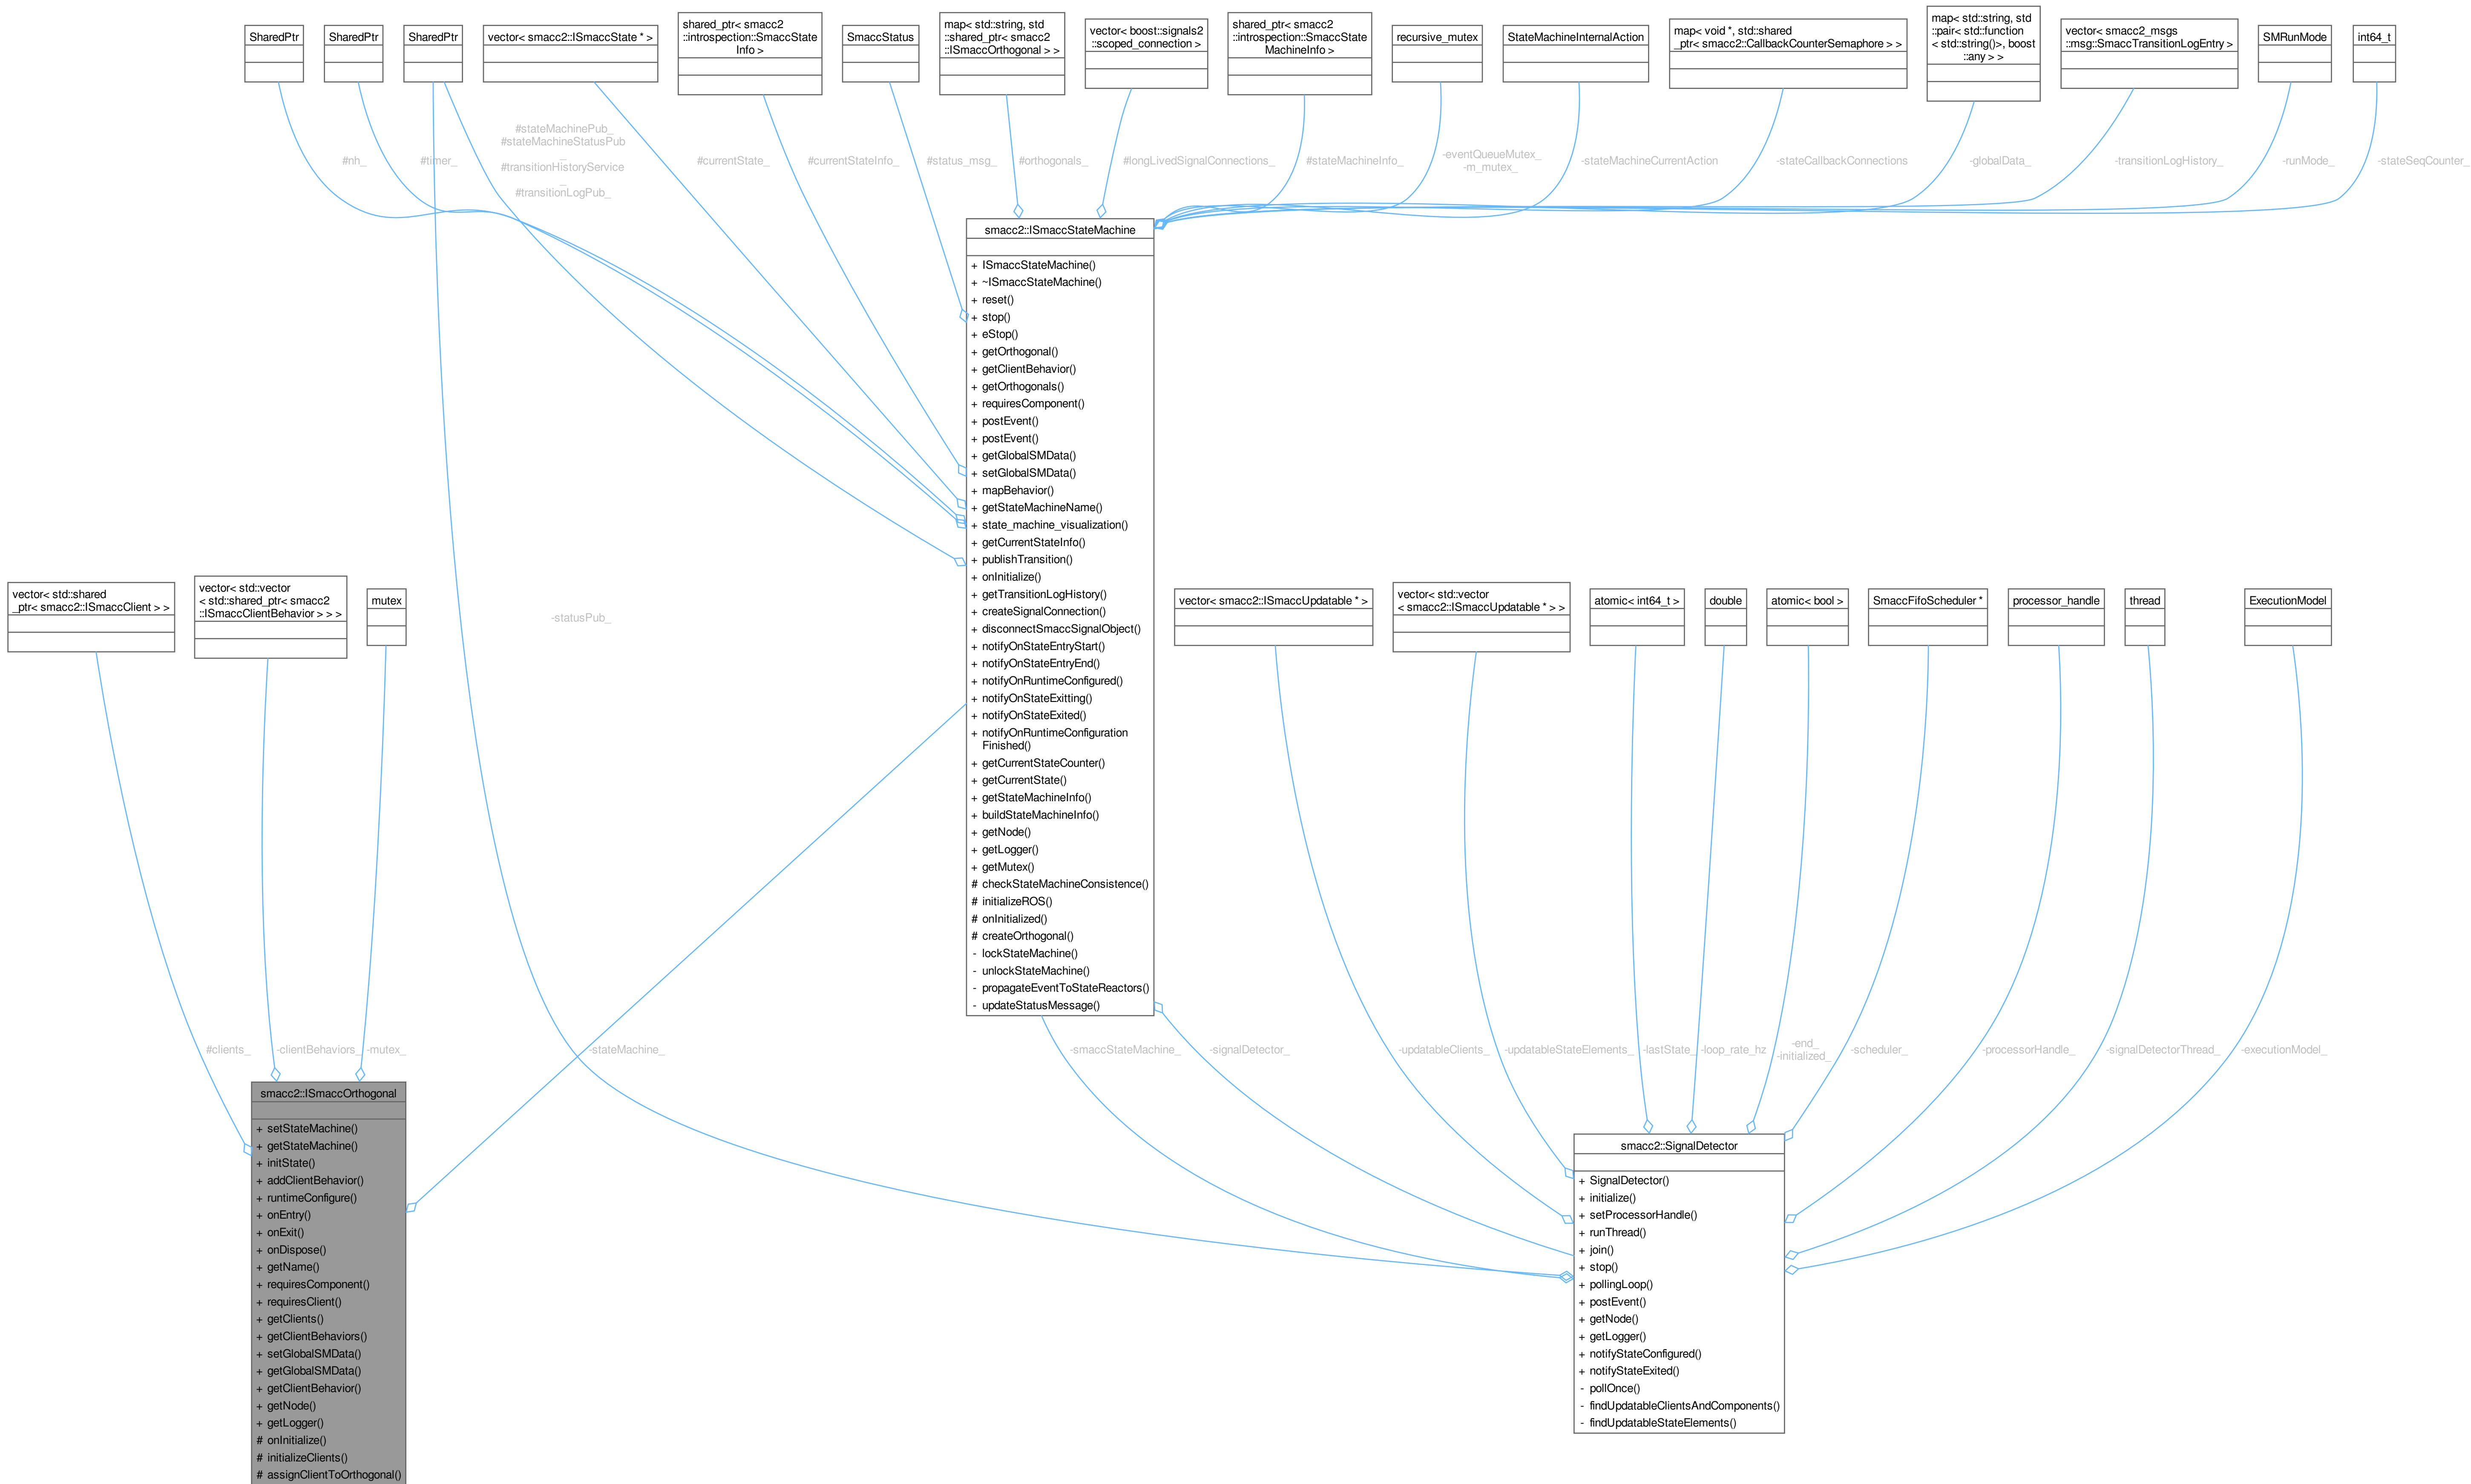 SharedPtr
SharedPtr
SharedPtr
vector< smacc2::ISmaccState * >
shared_ptr< smacc2
::introspection::SmaccState
Info >
SmaccStatus
map< std::string, std
::shared_ptr< smacc2
::ISmaccOrthogonal > >
vector< boost::signals2
::scoped_connection >
shared_ptr< smacc2
::introspection::SmaccState
MachineInfo >
recursive_mutex
StateMachineInternalAction
map< void *, std::shared
_ptr< smacc2::CallbackCounterSemaphore > >
map< std::string, std
::pair< std::function
< std::string()>, boost
::any > >
vector< smacc2_msgs
::msg::SmaccTransitionLogEntry >
SMRunMode
int64_t
#nh_
#timer_
#stateMachinePub_
#stateMachineStatusPub
_
#transitionHistoryService
_
#transitionLogPub_
#currentState_
#currentStateInfo_
#status_msg_
#orthogonals_
#longLivedSignalConnections_
#stateMachineInfo_
-eventQueueMutex_
-m_mutex_
-stateMachineCurrentAction
-stateCallbackConnections
-globalData_
-transitionLogHistory_
-runMode_
-stateSeqCounter_
smacc2::ISmaccStateMachine
+ ISmaccStateMachine()
+ ~ISmaccStateMachine()
+ reset()
+ stop()
+ eStop()
+ getOrthogonal()
+ getClientBehavior()
+ getOrthogonals()
+ requiresComponent()
+ postEvent()
+ postEvent()
+ getGlobalSMData()
+ setGlobalSMData()
+ mapBehavior()
+ getStateMachineName()
+ state_machine_visualization()
+ getCurrentStateInfo()
+ publishTransition()
+ onInitialize()
+ getTransitionLogHistory()
+ createSignalConnection()
+ disconnectSmaccSignalObject()
+ notifyOnStateEntryStart()
+ notifyOnStateEntryEnd()
+ notifyOnRuntimeConfigured()
+ notifyOnStateExitting()
+ notifyOnStateExited()
+ notifyOnRuntimeConfiguration
Finished()
+ getCurrentStateCounter()
+ getCurrentState()
+ getStateMachineInfo()
+ buildStateMachineInfo()
+ getNode()
+ getLogger()
+ getMutex()
# checkStateMachineConsistence()
# initializeROS()
# onInitialized()
# createOrthogonal()
- lockStateMachine()
- unlockStateMachine()
- propagateEventToStateReactors()
- updateStatusMessage()
vector< std::shared
_ptr< smacc2::ISmaccClient > >
vector< std::vector
< std::shared_ptr< smacc2
::ISmaccClientBehavior > > >
mutex
-statusPub_
vector< smacc2::ISmaccUpdatable * >
vector< std::vector
< smacc2::ISmaccUpdatable * > >
atomic< int64_t >
double
atomic< bool >
SmaccFifoScheduler *
processor_handle
thread
ExecutionModel
#clients_
-clientBehaviors_
-mutex_
-stateMachine_
-smaccStateMachine_
-signalDetector_
-updatableClients_
-updatableStateElements_
-lastState_
-loop_rate_hz
-end_
-initialized_
-scheduler_
-processorHandle_
-signalDetectorThread_
-executionModel_
smacc2::ISmaccOrthogonal
+ setStateMachine()
+ getStateMachine()
+ initState()
+ addClientBehavior()
+ runtimeConfigure()
+ onEntry()
+ onExit()
+ onDispose()
+ getName()
+ requiresComponent()
+ requiresClient()
+ getClients()
+ getClientBehaviors()
+ setGlobalSMData()
+ getGlobalSMData()
+ getClientBehavior()
+ getNode()
+ getLogger()
# onInitialize()
# initializeClients()
# assignClientToOrthogonal()
smacc2::SignalDetector
+ SignalDetector()
+ initialize()
+ setProcessorHandle()
+ runThread()
+ join()
+ stop()
+ pollingLoop()
+ postEvent()
+ getNode()
+ getLogger()
+ notifyStateConfigured()
+ notifyStateExited()
- pollOnce()
- findUpdatableClientsAndComponents()
- findUpdatableStateElements()